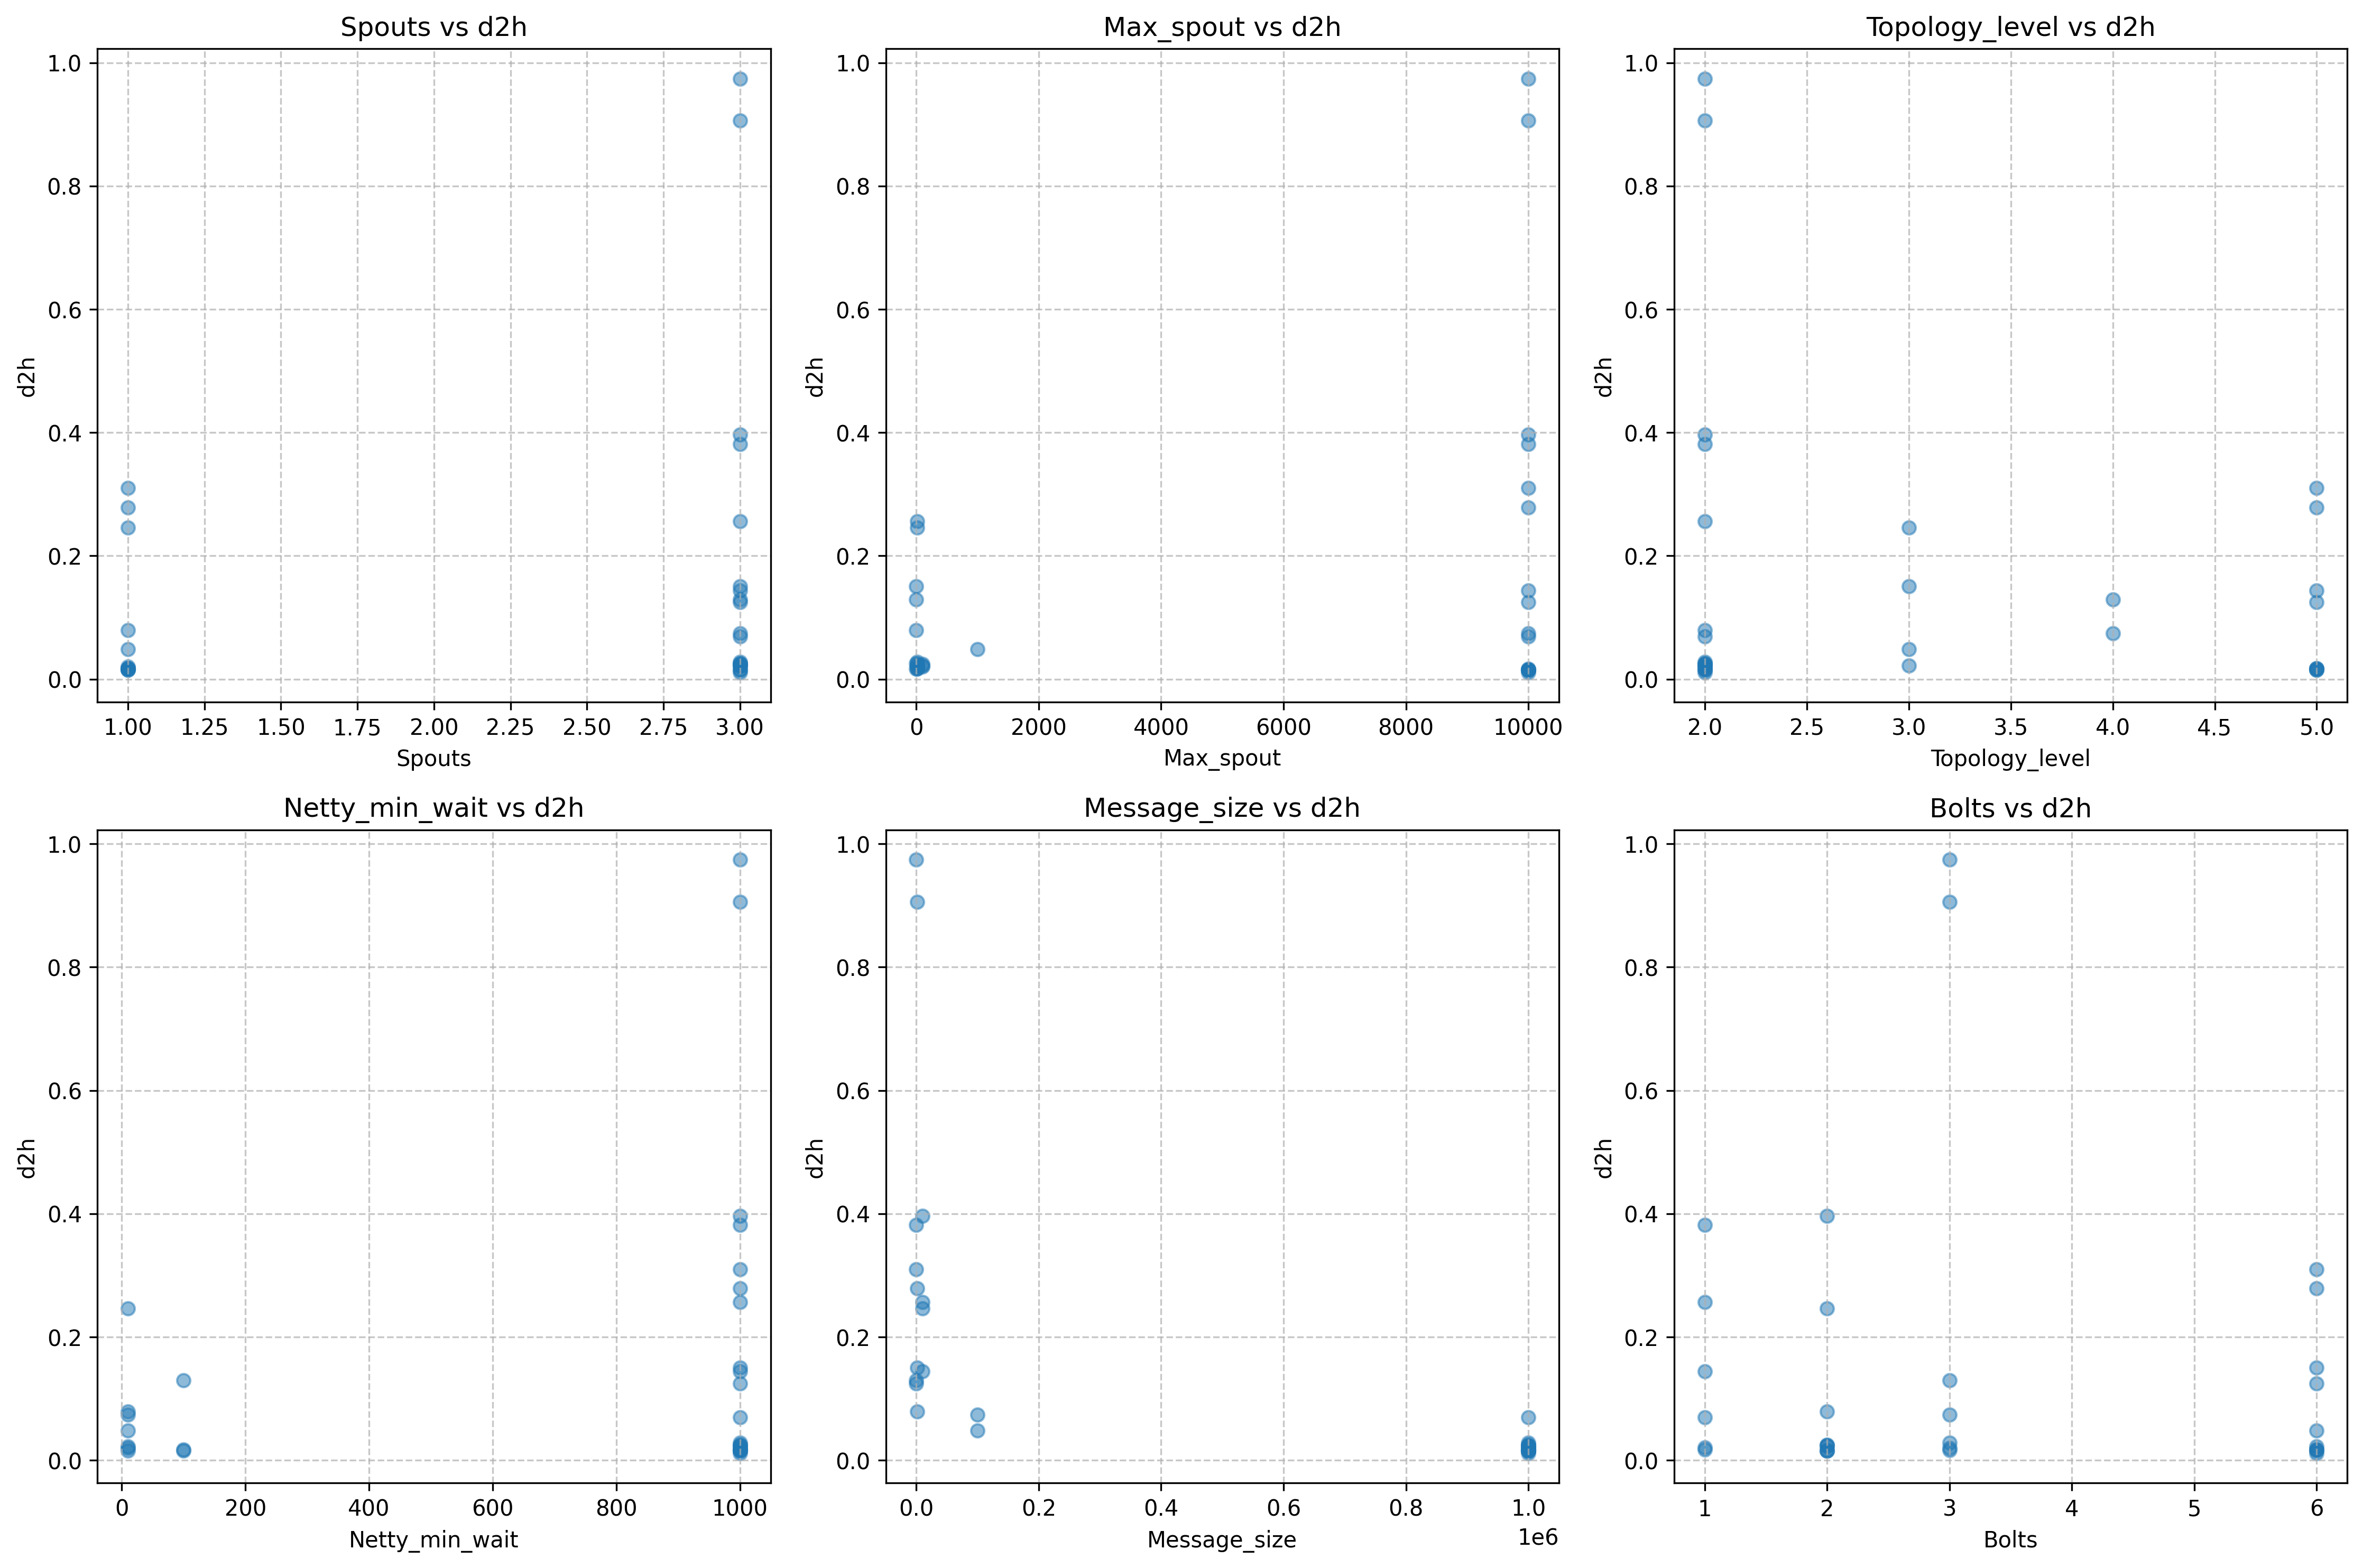 Spouts vs d2h
Max_spout vs d2h
Topology_level vs d2h
1.0
0.8
0.6
0.4
0.2
0.0
d2h
1.00 1.25 1.50 1.75 2.00 2.25 2.50 2.75 3.00
Spouts
1.0
0.8
0.6
0.4
0.2
0.0
d2h
0 2000 4000 6000 8000 10000
Max_spout
1.0
0.8
0.6
0.4
0.2
0.0
d2h
2.0 2.5 3.0 3.5 4.0 4.5 5.0
Topology_level
Netty_min_wait vs d2h
Message_size vs d2h
Bolts vs d2h
1.0
0.8
0.6
0.4
0.2
0.0
d2h
0 200 400 600 800 1000
Netty_min_wait
1.0
0.8
0.6
0.4
0.2
0.0
d2h
0.0 0.2 0.4 0.6 0.8 1.0
1e6
Message_size
1.0
0.8
0.6
0.4
0.2
0.0
d2h
1 2 3 4 5 6
Bolts